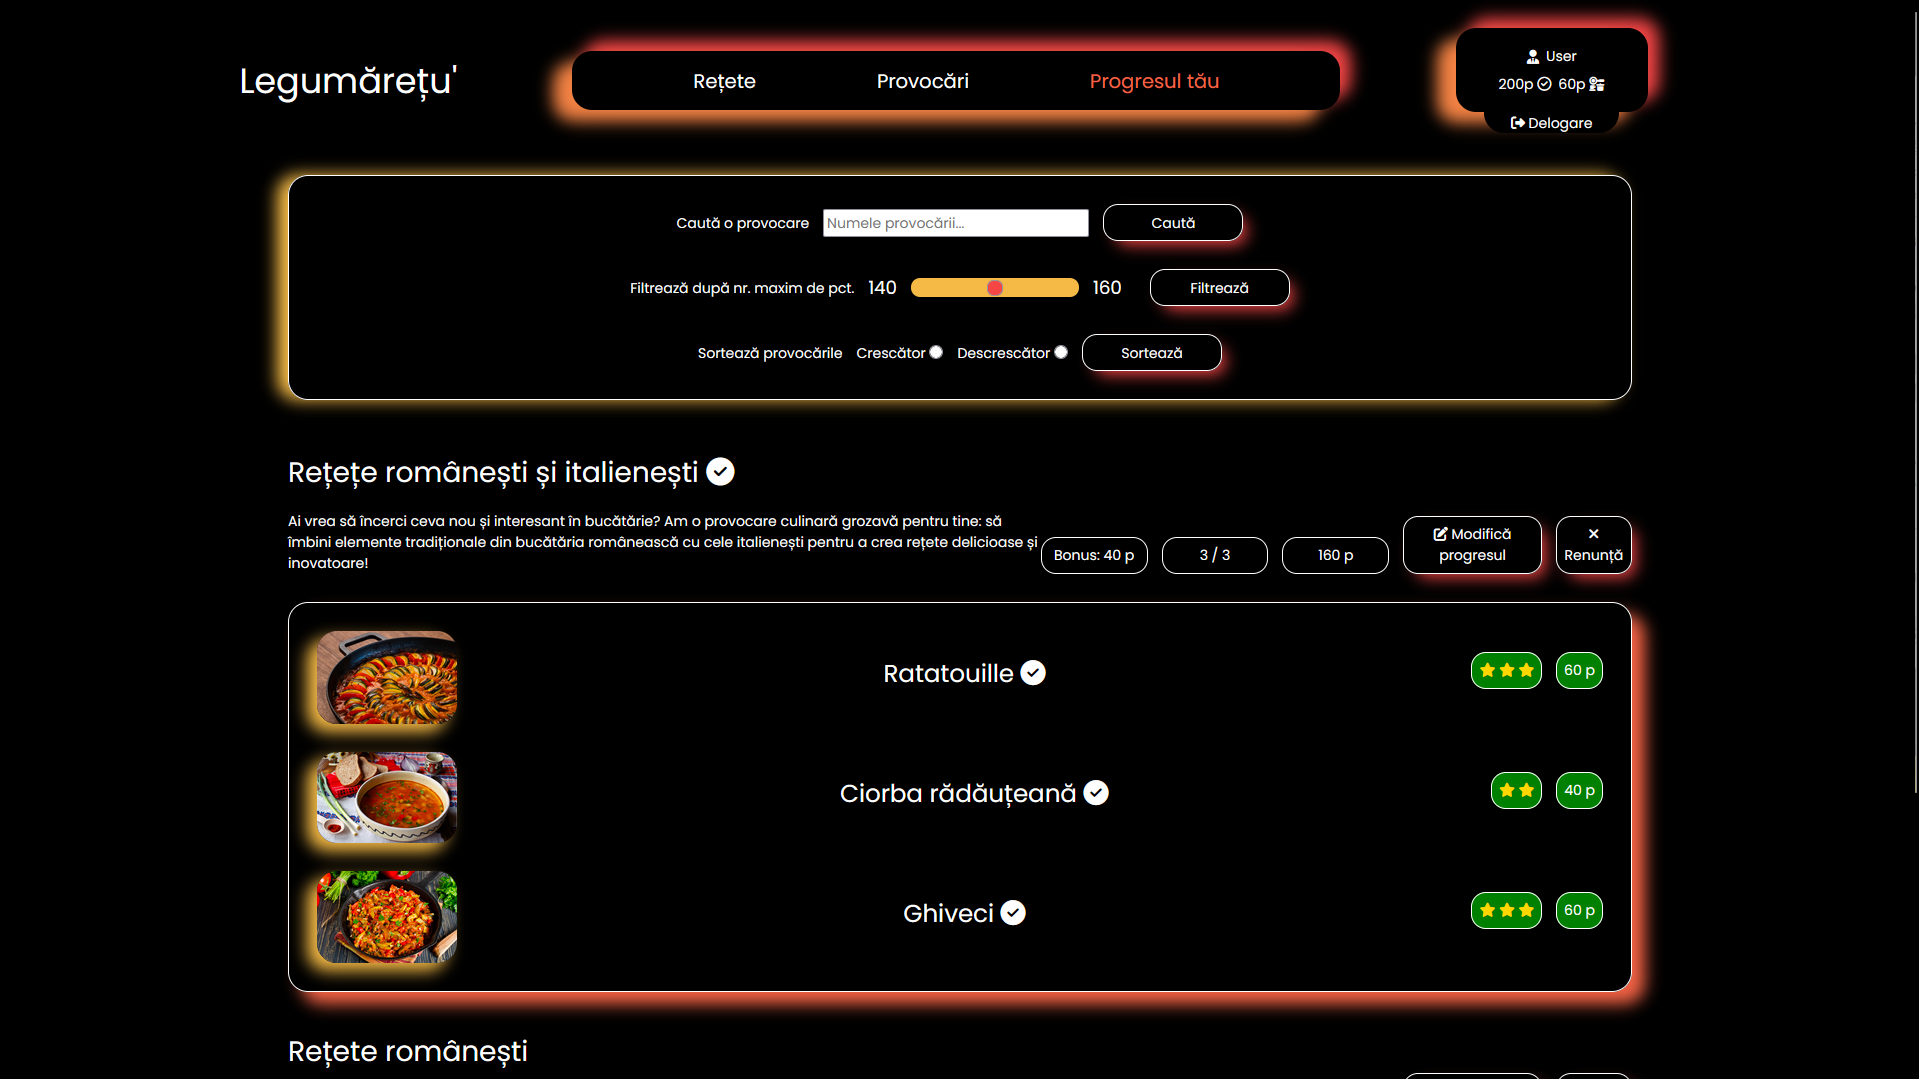 Legumărețu'
Rețete
Provocări
Progresul tău
User
200p 60p
Delogare
Caută o provocare
Numele provocării...
Caută
Filtrează după nr. maxim de pct.
140
160
Filtrează
Sortează provocările
Crescător
Descrescător
Sortează
Rețețe românești și italienești
Ai vrea să încerci ceva nou și interesant în bucătărie? Am o provocare culinară grozavă pentru tine: să
îmbini elemente tradiționale din bucătăria românească cu cele italienești pentru a crea rețete delicioase și
inovatoare!
Bonus: 40 p
3 / 3
160 p
Modifică
progresul
Renunță
Ratatouille
60 p
Ciorba rădăuțeană
40 p
Ghiveci
60 p
Rețete românești